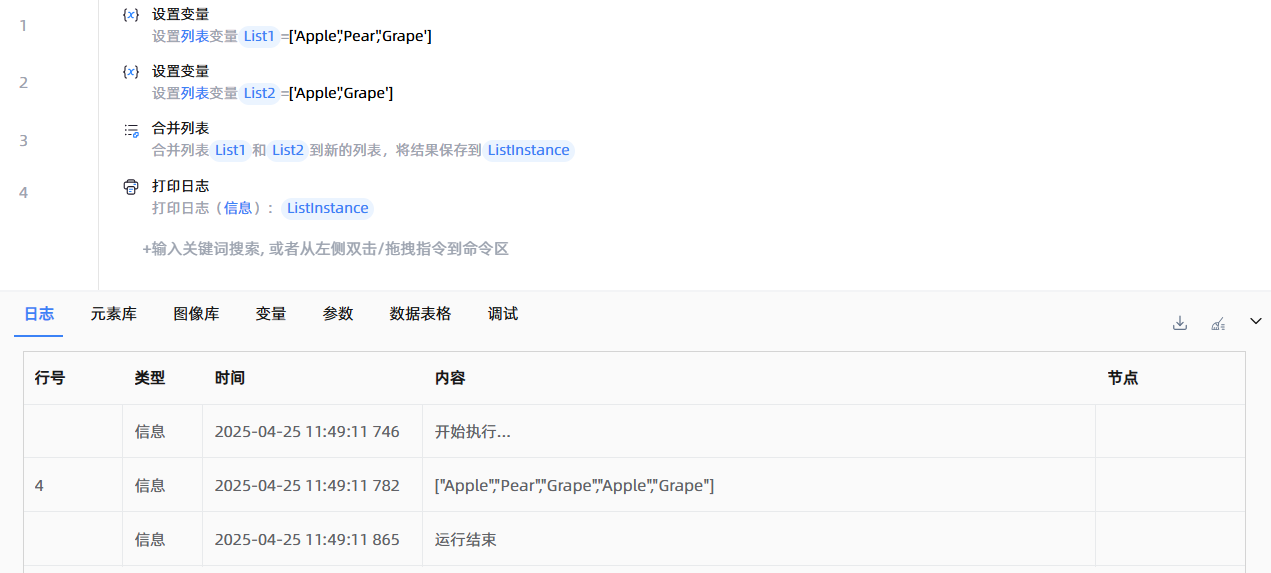 1
设置变量
设置列表变量 List1 =['Apple','Pear','Grape']
2
设置变量
设置列表变量 List2 =['Apple','Grape']
3
合并列表
合并列表 List1 和 List2 到新的列表，将结果保存到 ListInstance
4
打印日志
打印日志（信息）： ListInstance
+输入关键词搜索, 或者从左侧双击/拖拽指令到命令区
日志 元素库 图像库 变量 参数 数据表格 调试
行号 类型 时间 内容 节点
信息 2025-04-25 11:49:11 746 开始执行...
4 信息 2025-04-25 11:49:11 782 ["Apple","Pear","Grape","Apple","Grape"]
信息 2025-04-25 11:49:11 865 运行结束